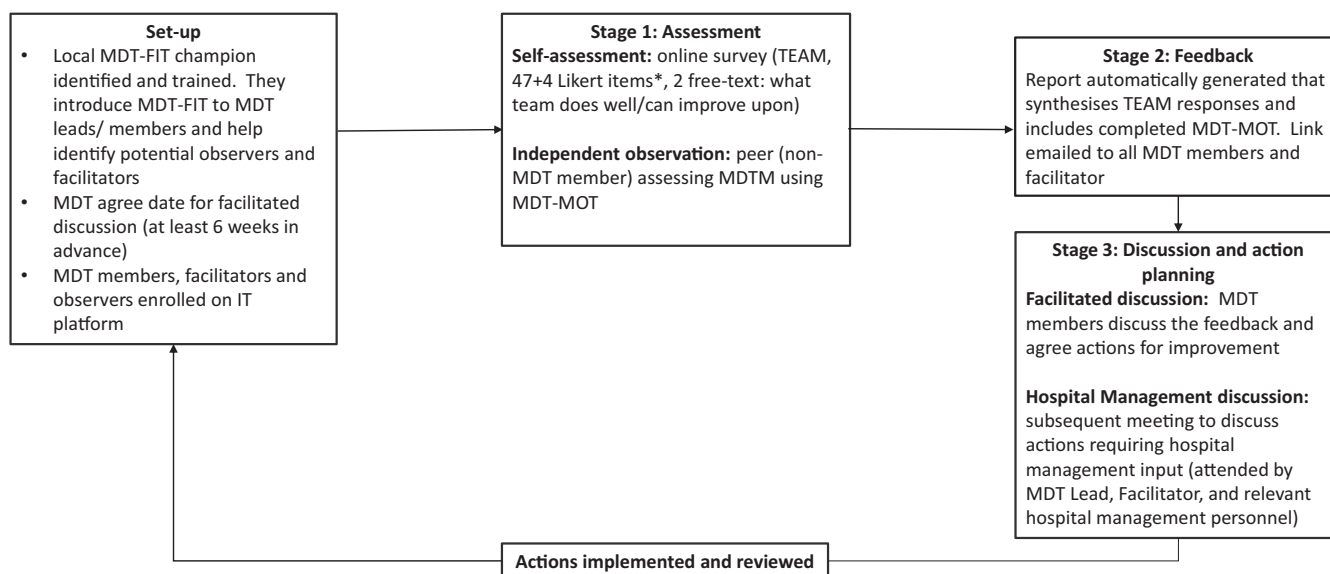 Set-up
• Local MDT-FIT champion
identified and trained. They
introduce MDT-FIT to MDT
leads/ members and help
identify potential observers and
facilitators
• MDT agree date for facilitated
discussion (at least 6 weeks in
advance)
• MDT members, facilitators and
observers enrolled on IT
platform
Stage 1: Assessment
Self-assessment: online survey (TEAM,
47+4 Likert items*, 2 free-text: what
team does well/can improve upon)
Independent observation: peer (non-
MDT member) assessing MDTM using
MDT-MOT
Stage 2: Feedback
Report automatically generated that
synthesises TEAM responses and
includes completed MDT-MOT. Link
emailed to all MDT members and
facilitator
Stage 3: Discussion and action
planning
Facilitated discussion: MDT
members discuss the feedback and
agree actions for improvement
Hospital Management discussion:
subsequent meeting to discuss
actions requiring hospital
management input (attended by
MDT Lead, Facilitator, and relevant
hospital management personnel)
Actions implemented and reviewed